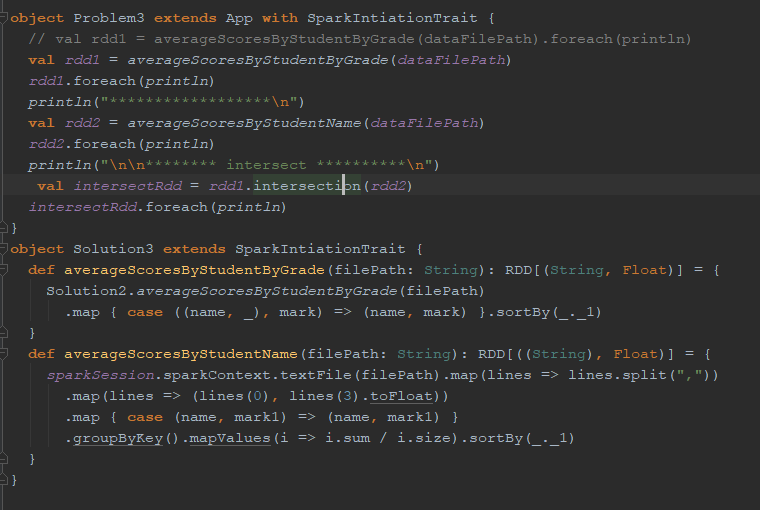 object Problem3 extends App with SparkIntiationTrait {
  // val rdd1 = averageScoresByStudentByGrade(dataFilePath).foreach(println)
  val rdd1 = averageScoresByStudentByGrade(dataFilePath)
  rdd1.foreach(println)
  println("******************\n")
  val rdd2 = averageScoresByStudentName(dataFilePath)
  rdd2.foreach(println)
  println("\n\n******** intersect **********\n")
   val intersectRdd = rdd1.intersection(rdd2)
  intersectRdd.foreach(println)
}
object Solution3 extends SparkIntiationTrait {
  def averageScoresByStudentByGrade(filePath: String): RDD[(String, Float)] = {
    Solution2.averageScoresByStudentByGrade(filePath)
      .map { case ((name, _), mark) => (name, mark) }.sortBy(_._1)
  }
  def averageScoresByStudentName(filePath: String): RDD[((String), Float)] = {
    sparkSession.sparkContext.textFile(filePath).map(lines => lines.split(","))
      .map(lines => (lines(0), lines(3).toFloat))
      .map { case (name, mark1) => (name, mark1) }
      .groupByKey().mapValues(i => i.sum / i.size).sortBy(_._1)
  }
}